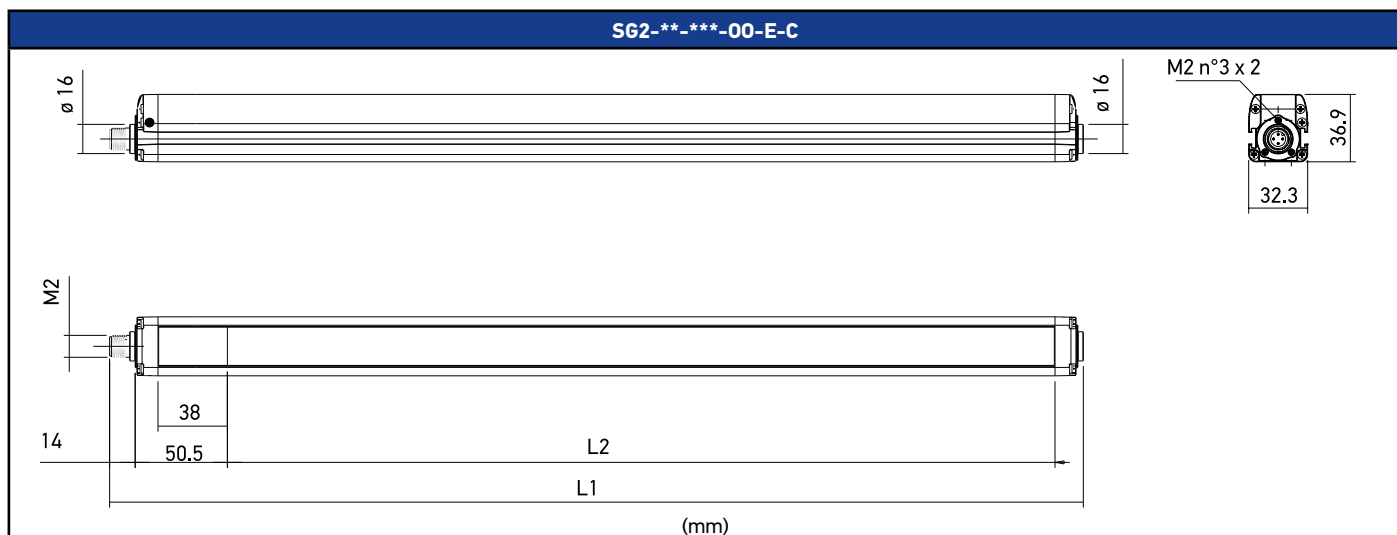 SG2-**-***-00-E-C
ø 16
ø 16
M2 n°3 x 2
36.9
32.3
M2
38
14
50.5
L2
L1
(mm)